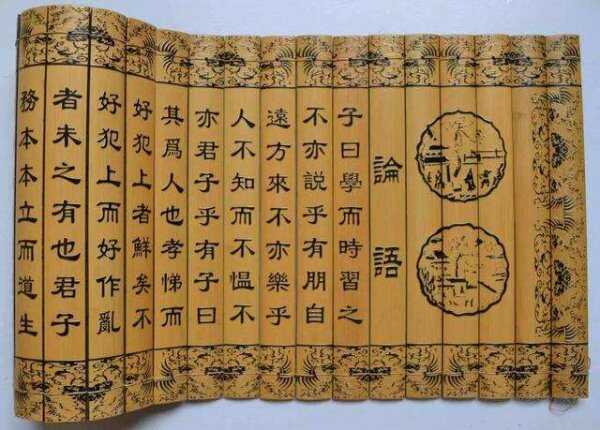 論語
子曰學而時習之
不亦說乎有朋自
遠方來不亦樂乎
人不知而不愠不
亦君子乎有子曰
其爲人也孝悌而
好犯上者鮮矣不
好犯上而好作亂
者未之有也君子
務本本立而道生